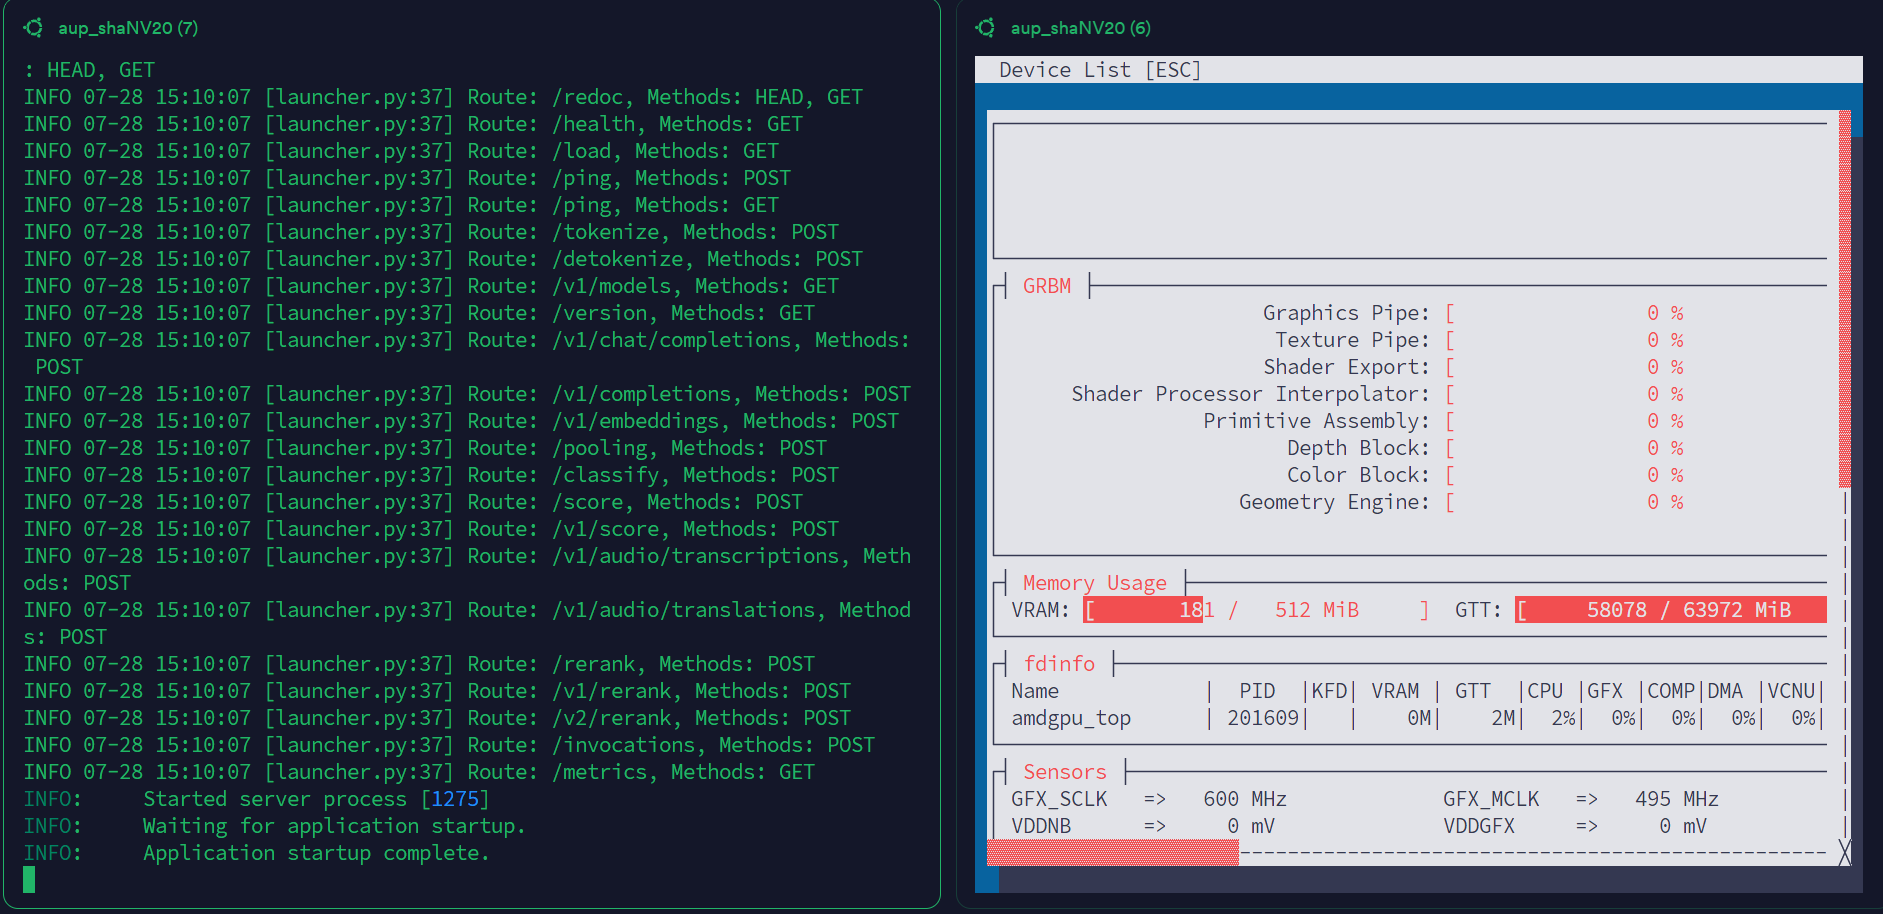 aup_shaNV20 (7)
: HEAD, GET
INFO 07-28 15:10:07 [launcher.py:37] Route: /redoc, Methods: HEAD, GET
INFO 07-28 15:10:07 [launcher.py:37] Route: /health, Methods: GET
INFO 07-28 15:10:07 [launcher.py:37] Route: /load, Methods: GET
INFO 07-28 15:10:07 [launcher.py:37] Route: /ping, Methods: POST
INFO 07-28 15:10:07 [launcher.py:37] Route: /ping, Methods: GET
INFO 07-28 15:10:07 [launcher.py:37] Route: /tokenize, Methods: POST
INFO 07-28 15:10:07 [launcher.py:37] Route: /detokenize, Methods: POST
INFO 07-28 15:10:07 [launcher.py:37] Route: /v1/models, Methods: GET
INFO 07-28 15:10:07 [launcher.py:37] Route: /version, Methods: GET
INFO 07-28 15:10:07 [launcher.py:37] Route: /v1/chat/completions, Methods:
 POST
INFO 07-28 15:10:07 [launcher.py:37] Route: /v1/completions, Methods: POST
INFO 07-28 15:10:07 [launcher.py:37] Route: /v1/embeddings, Methods: POST
INFO 07-28 15:10:07 [launcher.py:37] Route: /pooling, Methods: POST
INFO 07-28 15:10:07 [launcher.py:37] Route: /classify, Methods: POST
INFO 07-28 15:10:07 [launcher.py:37] Route: /score, Methods: POST
INFO 07-28 15:10:07 [launcher.py:37] Route: /v1/score, Methods: POST
INFO 07-28 15:10:07 [launcher.py:37] Route: /v1/audio/transcriptions, Meth
ods: POST
INFO 07-28 15:10:07 [launcher.py:37] Route: /v1/audio/translations, Method
s: POST
INFO 07-28 15:10:07 [launcher.py:37] Route: /rerank, Methods: POST
INFO 07-28 15:10:07 [launcher.py:37] Route: /v1/rerank, Methods: POST
INFO 07-28 15:10:07 [launcher.py:37] Route: /v2/rerank, Methods: POST
INFO 07-28 15:10:07 [launcher.py:37] Route: /invocations, Methods: POST
INFO 07-28 15:10:07 [launcher.py:37] Route: /metrics, Methods: GET
INFO:     Started server process [1275]
INFO:     Waiting for application startup.
INFO:     Application startup complete.
aup_shaNV20 (6)
Device List [ESC]
GRBM
Graphics Pipe: [ 0 %
Texture Pipe: [ 0 %
Shader Export: [ 0 %
Shader Processor Interpolator: [ 0 %
Primitive Assembly: [ 0 %
Depth Block: [ 0 %
Color Block: [ 0 %
Geometry Engine: [ 0 %
Memory Usage
VRAM: [ 181 / 512 MiB ] GTT: [ 58078 / 63972 MiB
fdinfo
Name | PID |KFD| VRAM | GTT |CPU |GFX |COMP|DMA |VCNU|
amdgpu_top | 201609| | 0M| 2M| 2%| 0%| 0%| 0%| 0%|
Sensors
GFX_SCLK => 600 MHz GFX_MCLK => 495 MHz
VDDNB => 0 mV VDDGFX => 0 mV